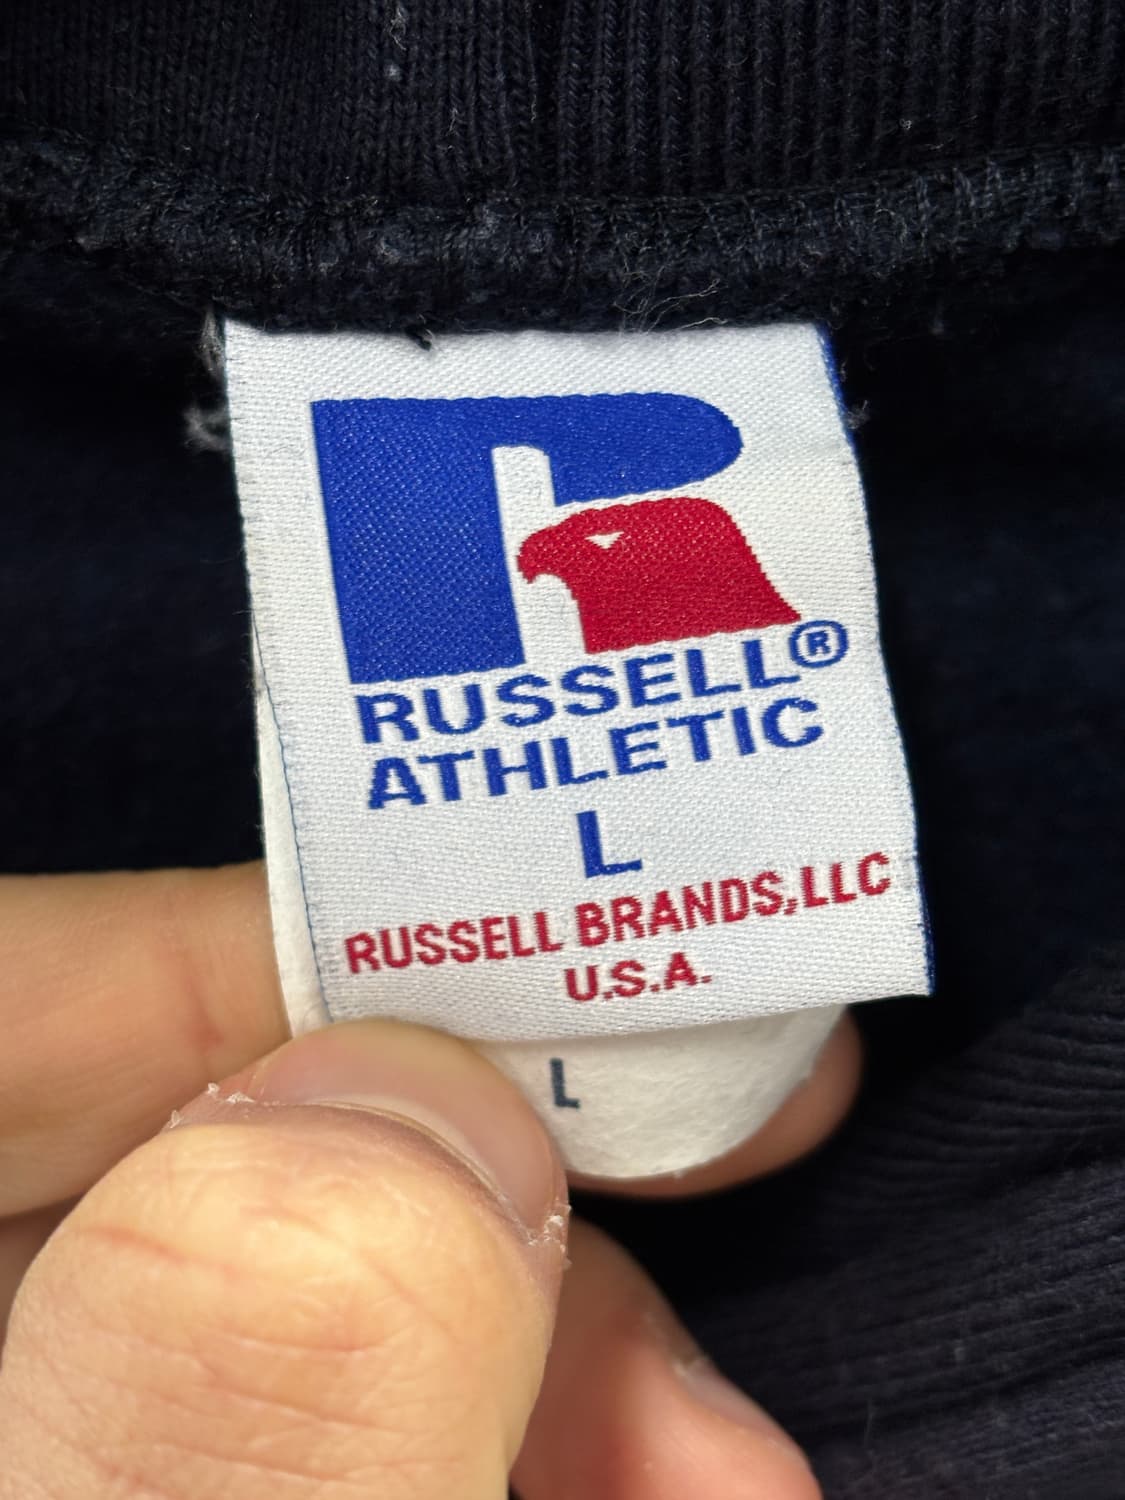 RUSSELL®
ATHLETIC
L
RUSSELL BRANDS, LLC
U.S.A.
L